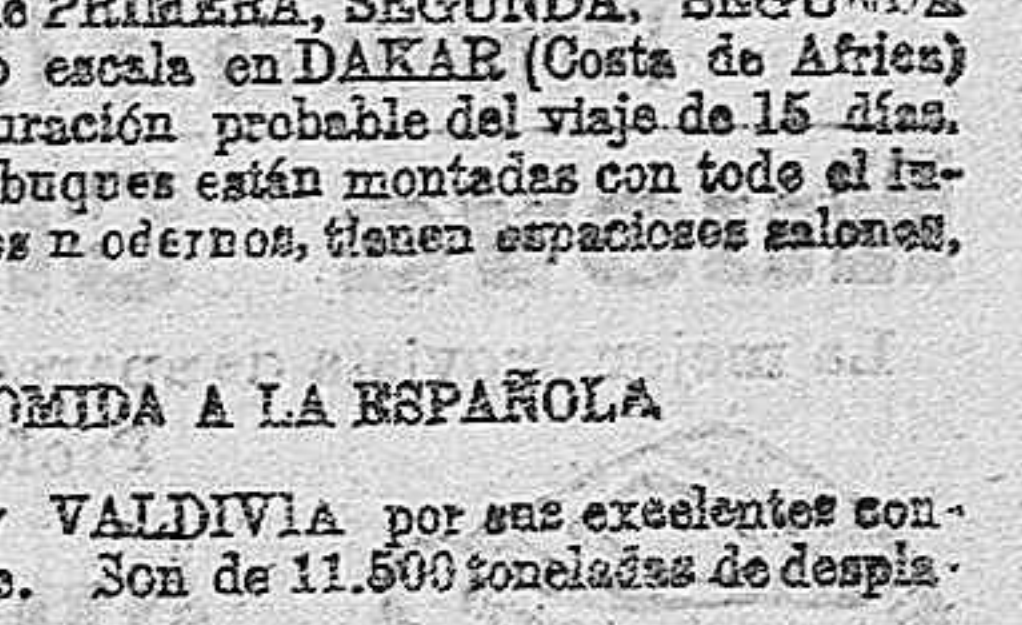 PRIMERA, SEGUNDA, SEGUNDA
escala en DAKAR (Costa de Africa)
uración probable del viaje de 15 días.
buques están montadas con todo el lu-
es modernos, tienen espaciosos salones,
OMIDA A LA ESPAÑOLA
y VALDIVIA por sus excelentes con-
s. Son de 11.500 toneladas de despla-